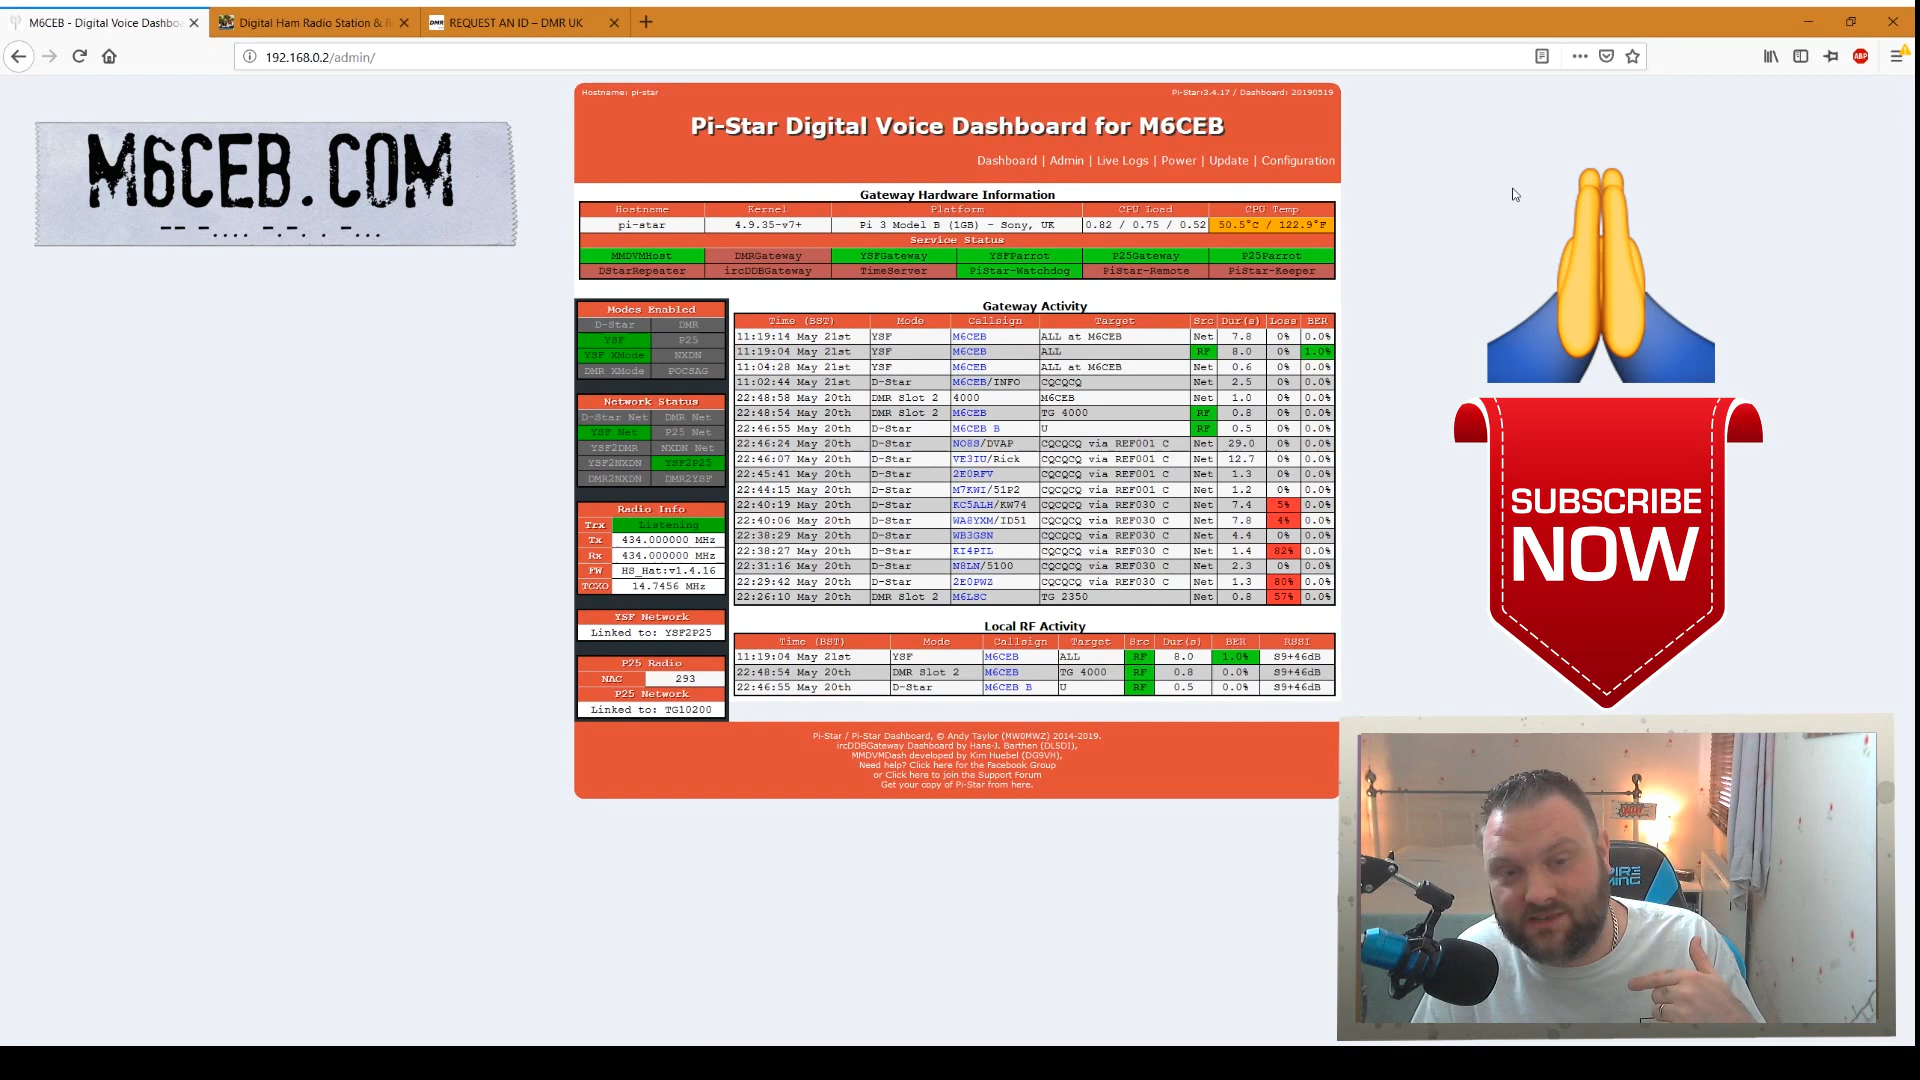 M6CEB - Digital Voice Dashbo
Digital Ham Radio Station & R
DMR REQUEST AN ID – DMR UK
192.168.0.2/admin/
ABP
M6CEB.COM
-- -.... -.-. . -...
Hostname: pi-star
Pi-Star:3.4.17 / Dashboard: 20190519
Pi-Star Digital Voice Dashboard for M6CEB
Dashboard | Admin | Live Logs | Power | Update | Configuration
Gateway Hardware Information
Hostname Kernel Platform CPU Load CPU Temp
pi-star 4.9.35-v7+ Pi 3 Model B (1GB) - Sony, UK 0.82 / 0.75 / 0.52 50.5°C / 122.9°F
Service Status
MMDVMHost DMRGateway YSFGateway YSFParrot P25Gateway P25Parrot
DStarRepeater ircDDBGateway TimeServer PiStar-Watchdog PiStar-Remote PiStar-Keeper
Modes Enabled
D-Star DMR
YSF P25
YSF XMode NXDN
DMR XMode POCSAG
Network Status
D-Star Net DMR Net
YSF Net P25 Net
YSF2DMR NXDN Net
YSF2NXDN YSF2P25
DMR2NXDN DMR2YSF
Radio Info
Trx Listening
Tx 434.000000 MHz
Rx 434.000000 MHz
FW HS_Hat:v1.4.16
TCXO 14.7456 MHz
YSF Network
Linked to: YSF2P25
P25 Radio
NAC 293
P25 Network
Linked to: TG10200
Gateway Activity
Time (BST) Mode Callsign Target Src Dur(s) Loss BER
11:19:14 May 21st YSF M6CEB ALL at M6CEB Net 7.8 0% 0.0%
11:19:04 May 21st YSF M6CEB ALL RF 8.0 0% 1.0%
11:04:28 May 21st YSF M6CEB ALL at M6CEB Net 0.6 0% 0.0%
11:02:44 May 21st D-Star M6CEB/INFO CQCQCQ Net 2.5 0% 0.0%
22:48:58 May 20th DMR Slot 2 4000 M6CEB Net 1.0 0% 0.0%
22:48:54 May 20th DMR Slot 2 M6CEB TG 4000 RF 0.8 0% 0.0%
22:46:55 May 20th D-Star M6CEB B U RF 0.5 0% 0.0%
22:46:24 May 20th D-Star NO8S/DVAP CQCQCQ via REF001 C Net 29.0 0% 0.0%
22:46:07 May 20th D-Star VE3IU/Rick CQCQCQ via REF001 C Net 12.7 0% 0.0%
22:45:41 May 20th D-Star 2E0RFV CQCQCQ via REF001 C Net 1.3 0% 0.0%
22:44:15 May 20th D-Star M7KWI/51P2 CQCQCQ via REF001 C Net 1.2 0% 0.0%
22:40:19 May 20th D-Star KC5ALH/KW74 CQCQCQ via REF030 C Net 7.4 5% 0.0%
22:40:06 May 20th D-Star WA8YXM/ID51 CQCQCQ via REF030 C Net 7.8 4% 0.0%
22:38:29 May 20th D-Star WB3GSN CQCQCQ via REF030 C Net 4.4 0% 0.0%
22:38:27 May 20th D-Star KI4PIL CQCQCQ via REF030 C Net 1.4 82% 0.0%
22:31:16 May 20th D-Star N8LN/5100 CQCQCQ via REF030 C Net 2.3 0% 0.0%
22:29:42 May 20th D-Star 2E0PWZ CQCQCQ via REF030 C Net 1.3 80% 0.0%
22:26:10 May 20th DMR Slot 2 M6LSC TG 2350 Net 0.8 57% 0.0%
Local RF Activity
Time (BST) Mode Callsign Target Src Dur(s) BER RSSI
11:19:04 May 21st YSF M6CEB ALL RF 8.0 1.0% S9+46dB
22:48:54 May 20th DMR Slot 2 M6CEB TG 4000 RF 0.8 0.0% S9+46dB
22:46:55 May 20th D-Star M6CEB B U RF 0.5 0.0% S9+46dB
Pi-Star / Pi-Star Dashboard, © Andy Taylor (MW0MWZ) 2014-2019.
ircDDBGateway Dashboard by Hans-J. Barthen (DL5DI),
MMDVMDash developed by Kim Huebel (DG9VH),
Need help? Click here for the Facebook Group
or Click here to join the Support Forum
Get your copy of Pi-Star from here.
SUBSCRIBE
NOW